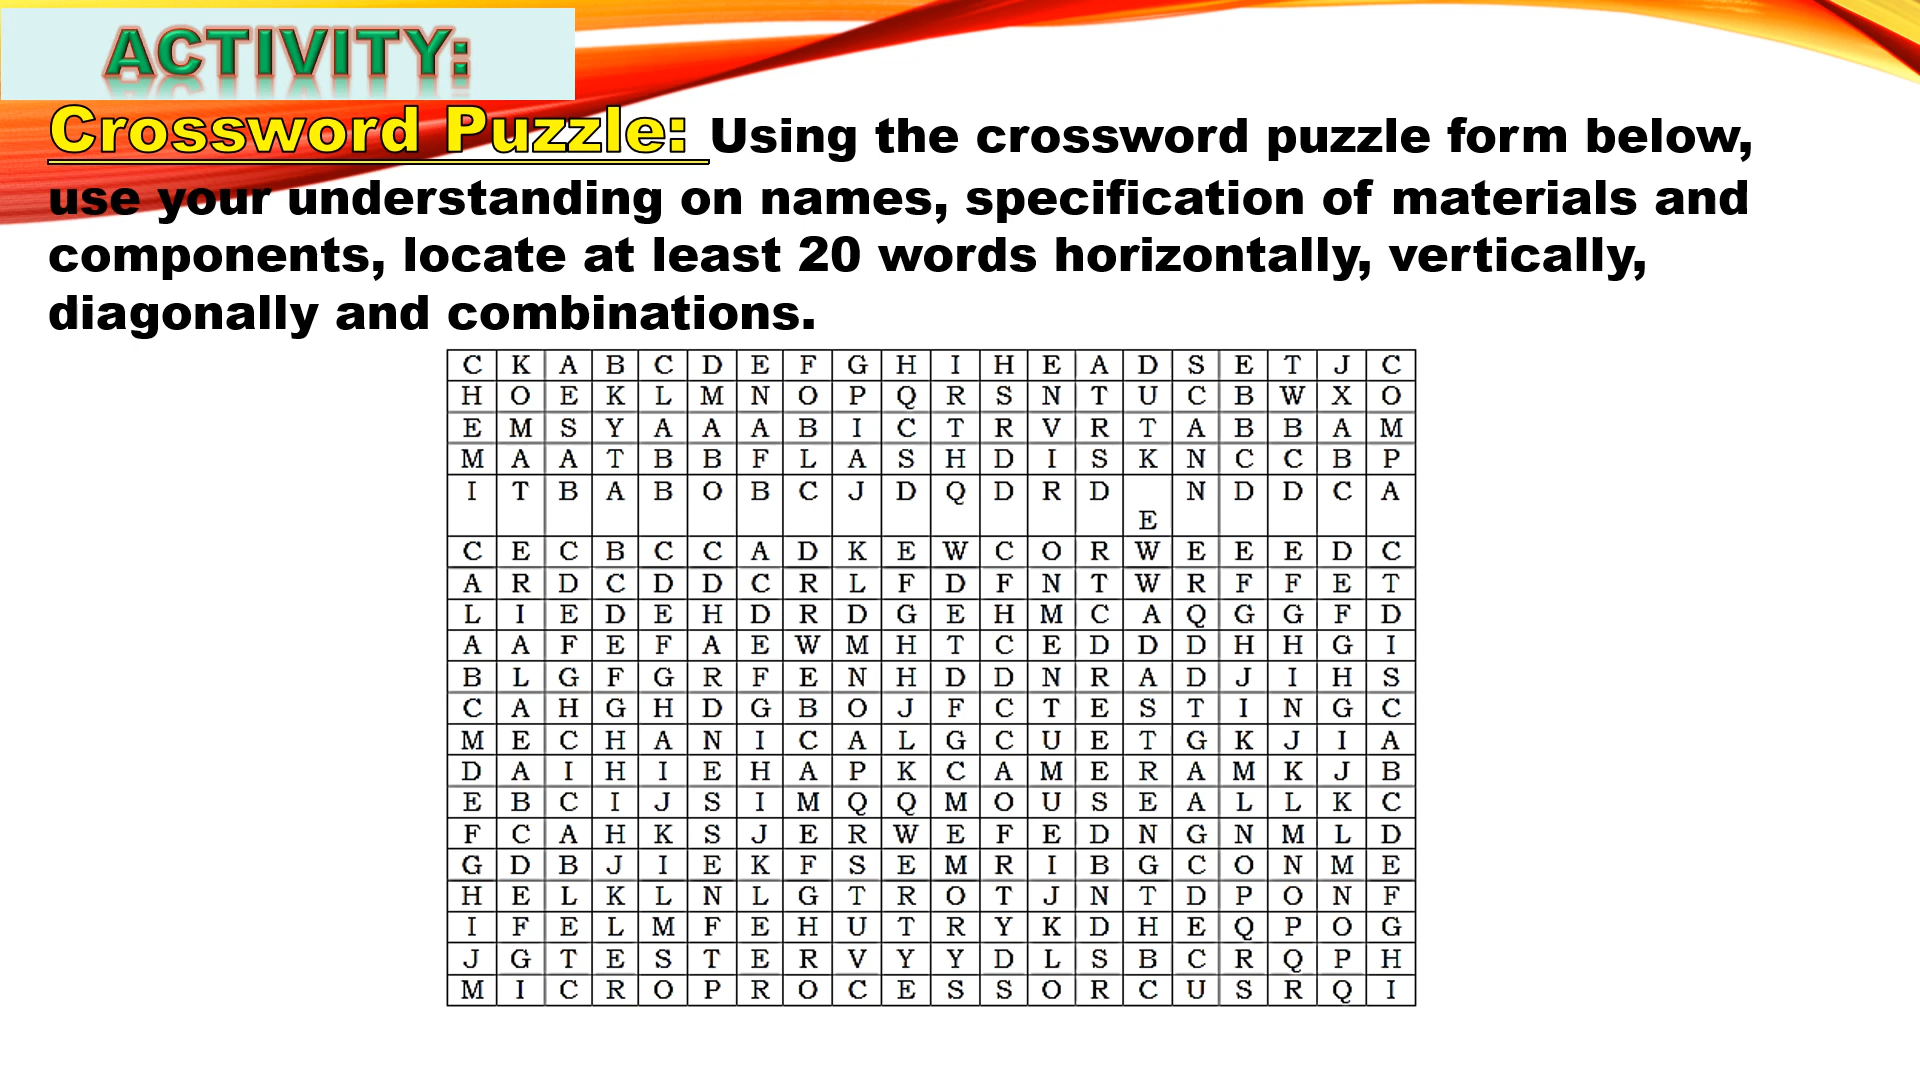 ACTIVITY:
Crossword Puzzle: Using the crossword puzzle form below,
use your understanding on names, specification of materials and
components, locate at least 20 words horizontally, vertically,
diagonally and combinations.
C K A B C D E F G H I H E A D S E T J C
H O E K L M N O P Q R S N T U C B W X O
E M S Y A A A B I C T R V R T A B B A M
M A A T B B F L A S H D I S K N C C B P
I T B A B O B C J D Q D R D E N D D C A
C E C B C C A D K E W C O R W E E E D C
A R D C D D C R L F D F N T W R F F E T
L I E D E H D R D G E H M C A Q G G F D
A A F E F A E W M H T C E D D D H H G I
B L G F G R F E N H D D N R A D J I H S
C A H G H D G B O J F C T E S T I N G C
M E C H A N I C A L G C U E T G K J I A
D A I H I E H A P K C A M E R A M K J B
E B C I J S I M Q Q M O U S E A L L K C
F C A H K S J E R W E F E D N G N M L D
G D B J I E K F S E M R I B G C O N M E
H E L K L N L G T R O T J N T D P O N F
I F E L M F E H U T R Y K D H E Q P O G
J G T E S T E R V Y Y D L S B C R Q P H
M I C R O P R O C E S S O R C U S R Q I